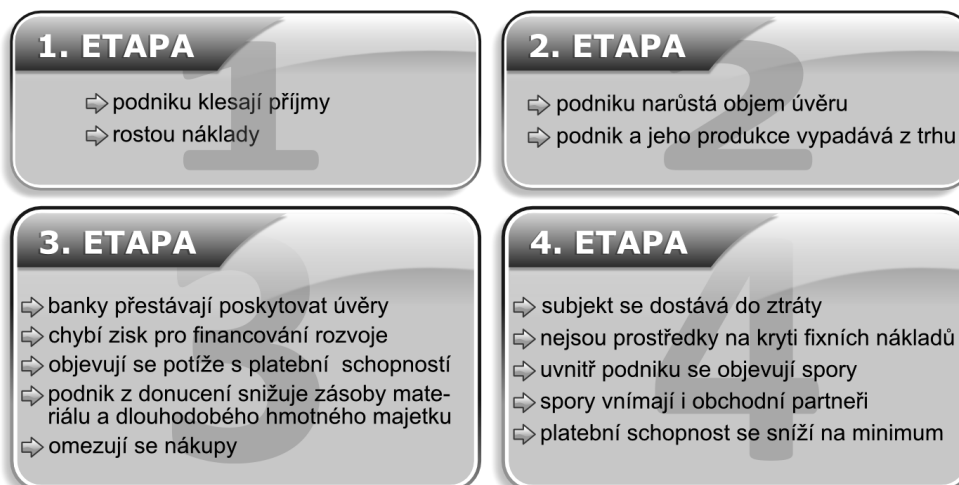 1. ETAPA
podniku klesají příjmy
rostou náklady
2. ETAPA
podniku narůstá objem úvěru
podnik a jeho produkce vypadává z trhu
3. ETAPA
banky přestávají poskytovat úvěry
chybí zisk pro financování rozvoje
objevují se potíže s platební schopností
podnik z donucení snižuje zásoby mate-
riálu a dlouhodobého hmotného majetku
omezují se nákupy
4. ETAPA
subjekt se dostává do ztráty
nejsou prostředky na kryti fixních nákladů
uvnitř podniku se objevují spory
spory vnímají i obchodní partneři
platební schopnost se sníží na minimum